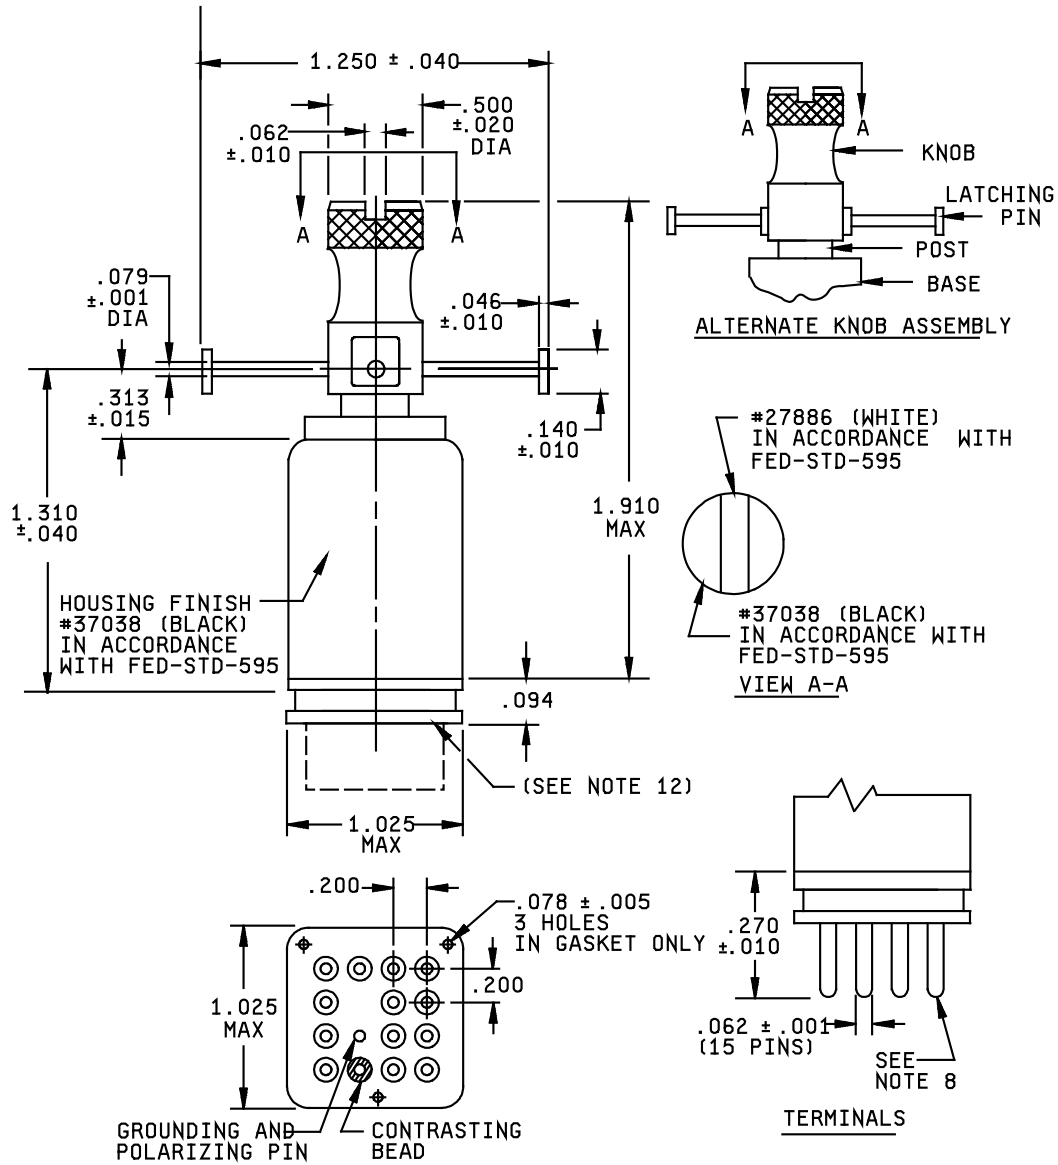 1.250 ±.040
.500
±.020
DIA
.062
±.010
A
A
A
A
KNOB
LATCHING
PIN
POST
BASE
ALTERNATE KNOB ASSEMBLY
.079
±.001
DIA
.046
±.010
.313
±.015
.140
±.010
#27886 (WHITE)
IN ACCORDANCE WITH
FED-STD-595
1.310
±.040
1.910
MAX
HOUSING FINISH
#37038 (BLACK)
IN ACCORDANCE
WITH FED-STD-595
#37038 (BLACK)
IN ACCORDANCE WITH
FED-STD-595
VIEW A-A
.094
(SEE NOTE 12)
1.025
MAX
.200
.078 ±.005
3 HOLES
IN GASKET ONLY
.200
1.025
MAX
.270
±.010
.062 ±.001
(15 PINS)
SEE
NOTE 8
TERMINALS
GROUNDING AND
POLARIZING PIN
CONTRASTING
BEAD